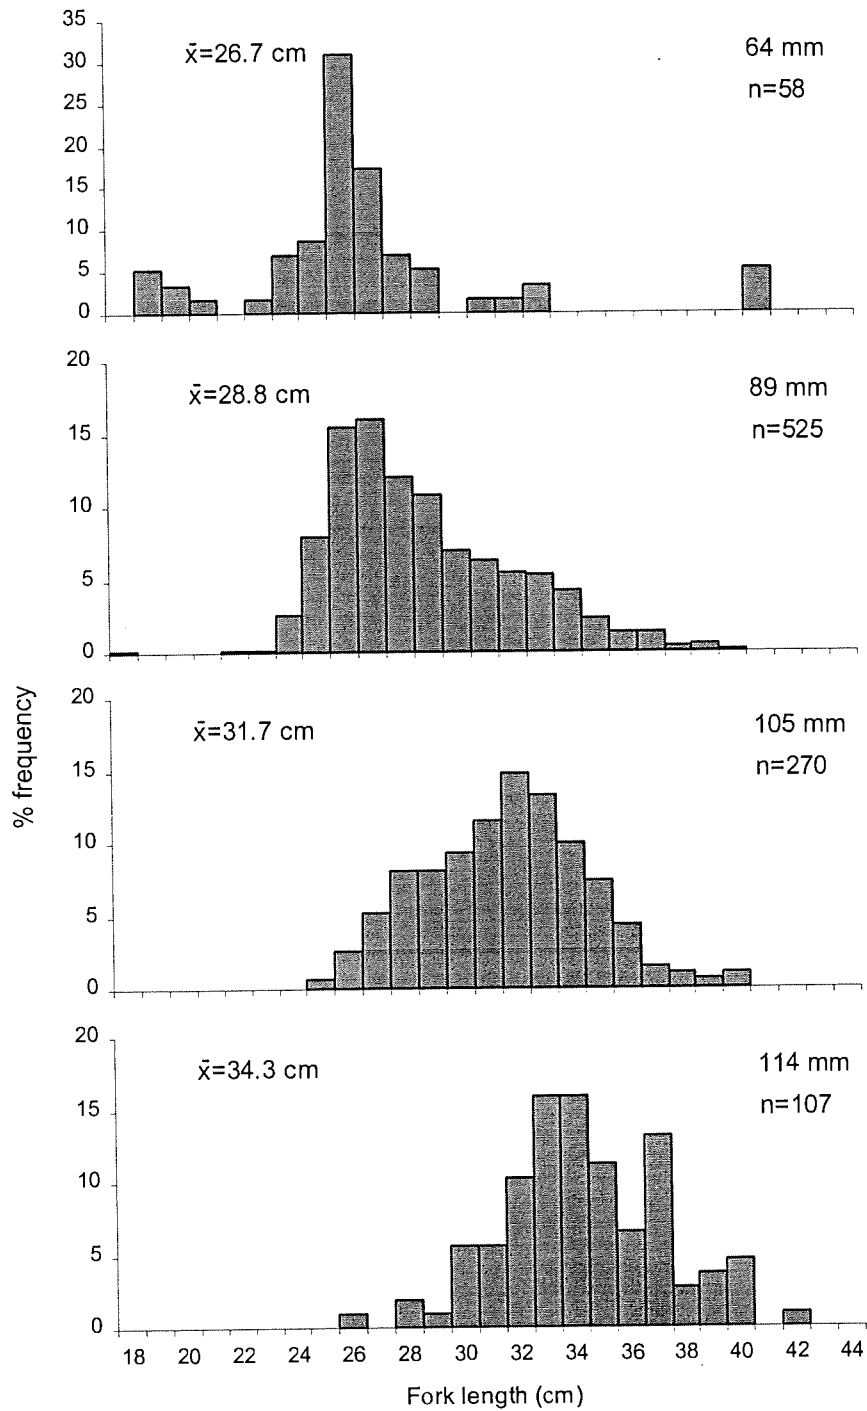 35
30
25
20
15
10
5
0
x̄=26.7 cm
64 mm
n=58
20
15
10
5
0
x̄=28.8 cm
89 mm
n=525
% frequency
20
15
10
5
0
x̄=31.7 cm
105 mm
n=270
20
15
10
5
0
x̄=34.3 cm
114 mm
n=107
18 20 22 24 26 28 30 32 34 36 38 40 42 44
Fork length (cm)